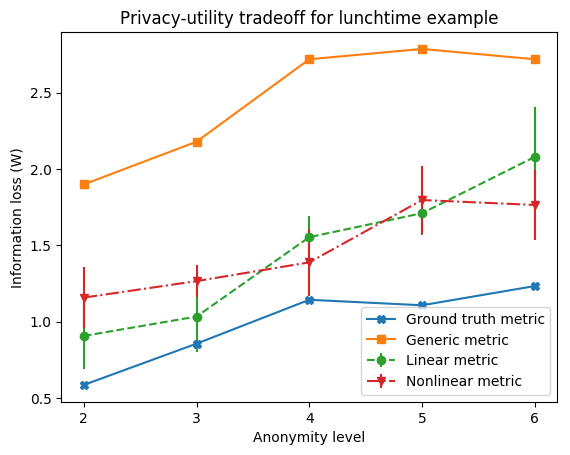 Privacy-utility tradeoff for lunchtime example
Information loss (W)
2.5
2.0
1.5
1.0
0.5
2 3 4 5 6
Anonymity level
Ground truth metric
Generic metric
Linear metric
Nonlinear metric